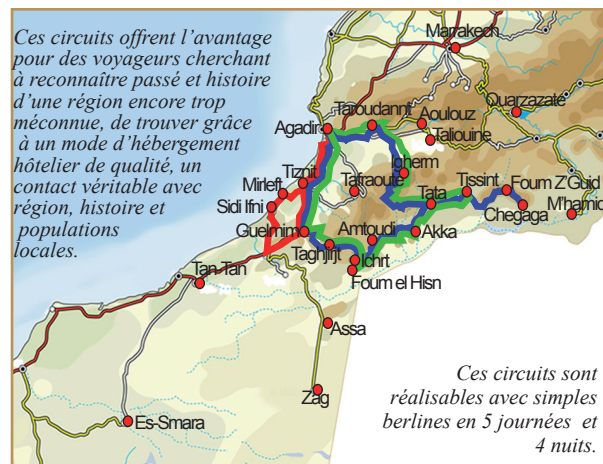 Ces circuits offrent l'avantage
pour des voyageurs cherchant
à reconnaître passé et histoire
d'une région encore trop
méconnue, de trouver grâce
à un mode d'hébergement
hôtelier de qualité, un
contact véritable avec
région, histoire et
populations
locales.
Marrakech
Ouarzazate
Taroudannt
Aoulouz
Agadir
Taliouine
Igherm
Tiznit
Tafraoute
Tissint
Foum Z'Guid
Mirleft
Tata
Sidi Ifni
Chegaga
M'hamid
Amtoudi
Guelmim
Akka
Taghjirjt
Ichrt
Tan-Tan
Foum el Hisn
Assa
Zag
Es-Smara
Ces circuits sont
réalisables avec simples
berlines en 5 journées et
4 nuits.